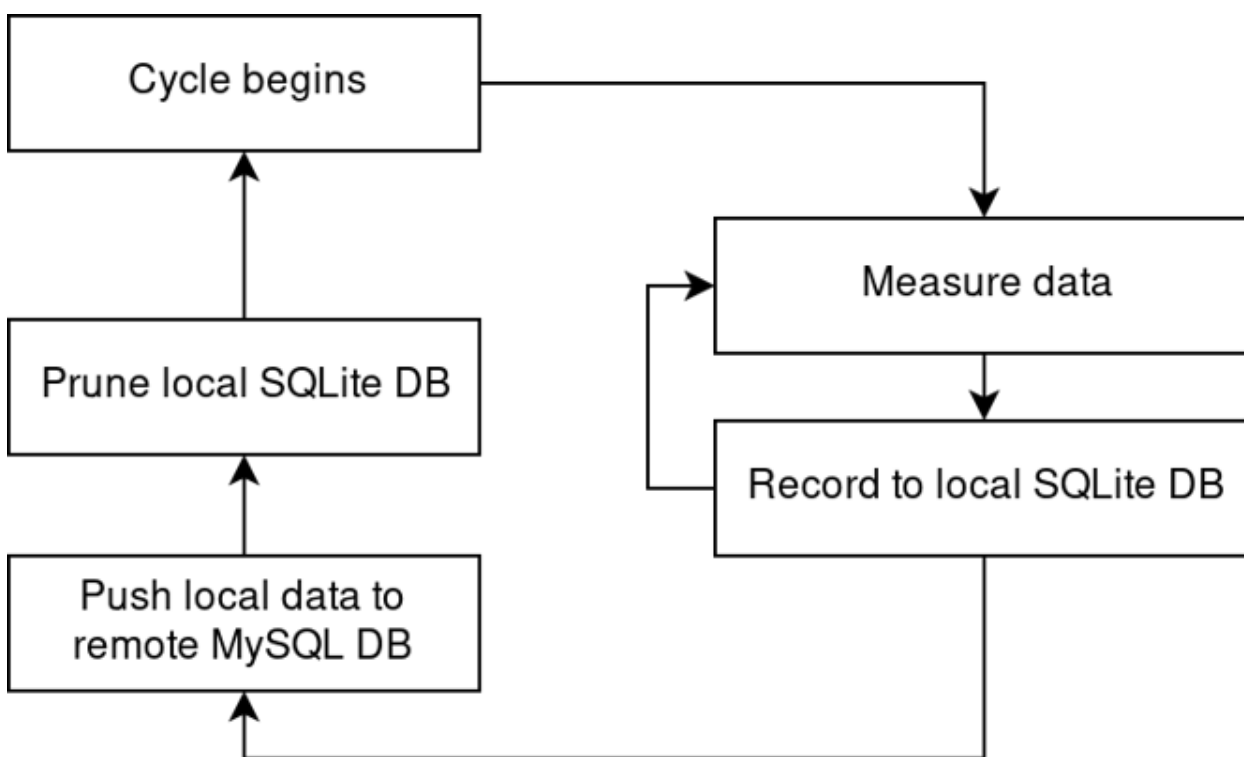 Cycle begins
Measure data
Record to local SQLite DB
Push local data to
remote MySQL DB
Prune local SQLite DB